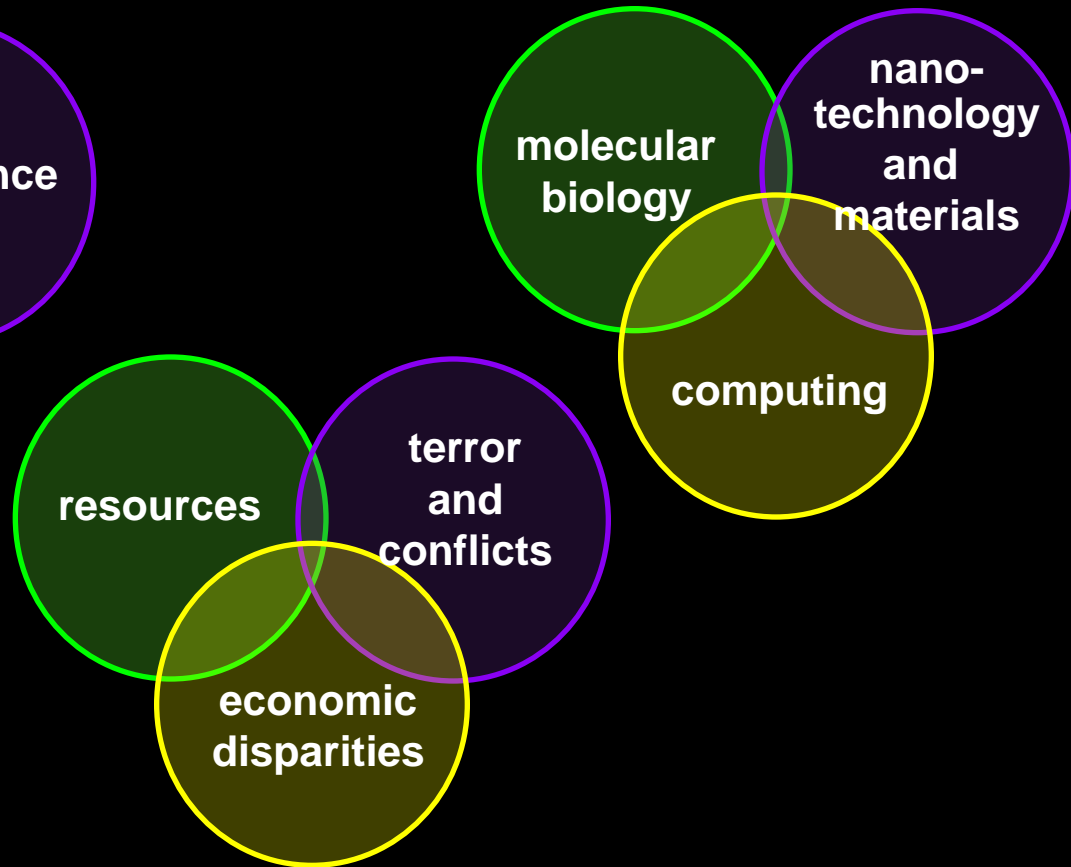 molecular
biology
nano-
technology
and
materials
computing
resources
terror
and
conflicts
economic
disparities